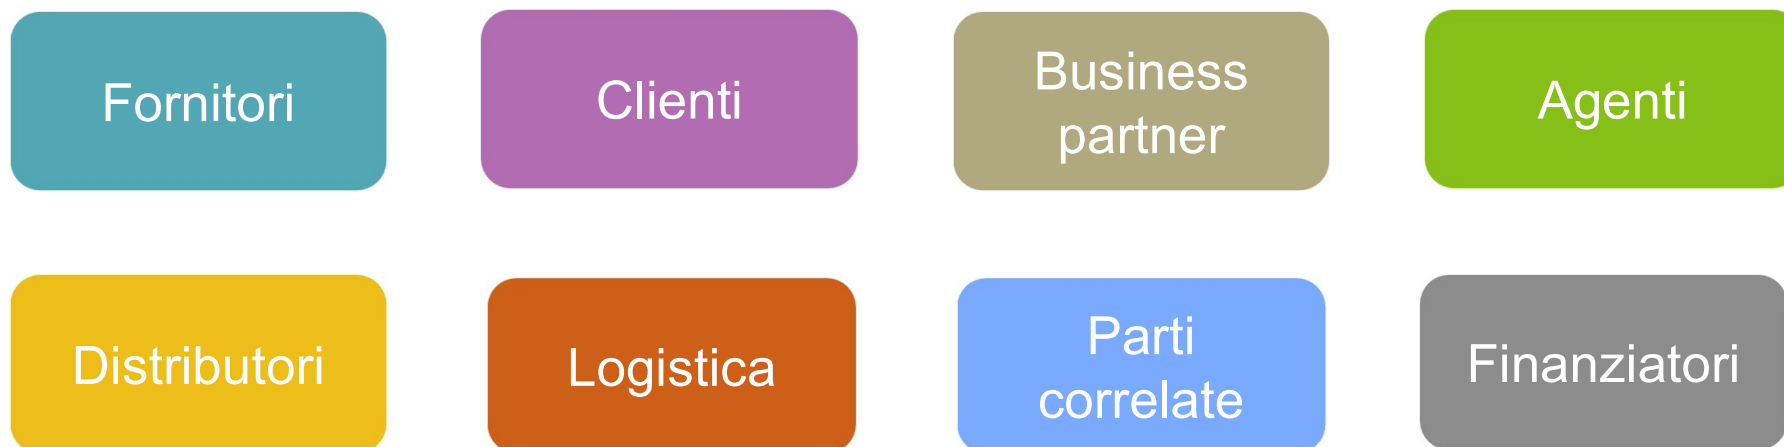 Fornitori
Clienti
Business
partner
Agenti
Distributori
Logistica
Parti
correlate
Finanziatori